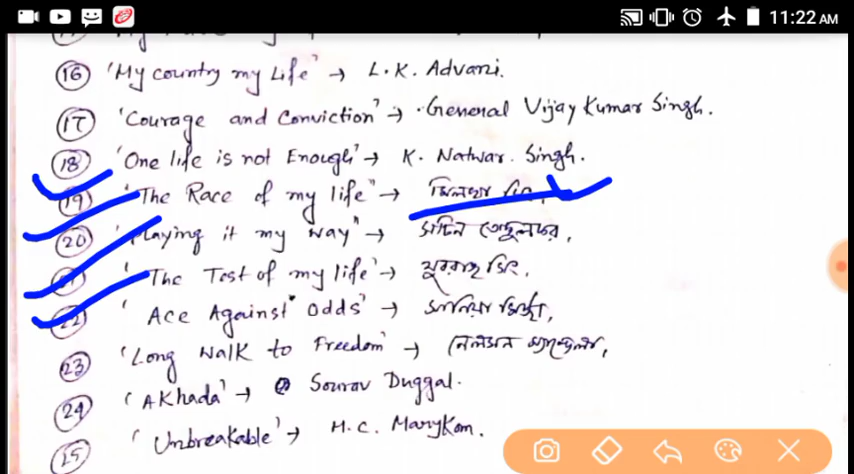 11:22 AM
16 'My country my Life' → L.K. Advani.
17 'Courage and Conviction' → General Vijay Kumar Singh.
18 'One life is not Enough' → K. Natwar. Singh.
19 'The Race of my life" → মিলখা সিং,
20 "Playing it my way" → সচিন তেন্ডুলকর,
21 'The Test of my life' → যুবরাজ সিং,
22 'Ace Against Odds' → সানিয়া মির্জা,
23 'Long Walk to Freedom' → নেলসন ম্যান্ডেলা,
24 'AKhada' → Sourav Duggal.
25 'Unbreakable' → M.C. MaryKom.